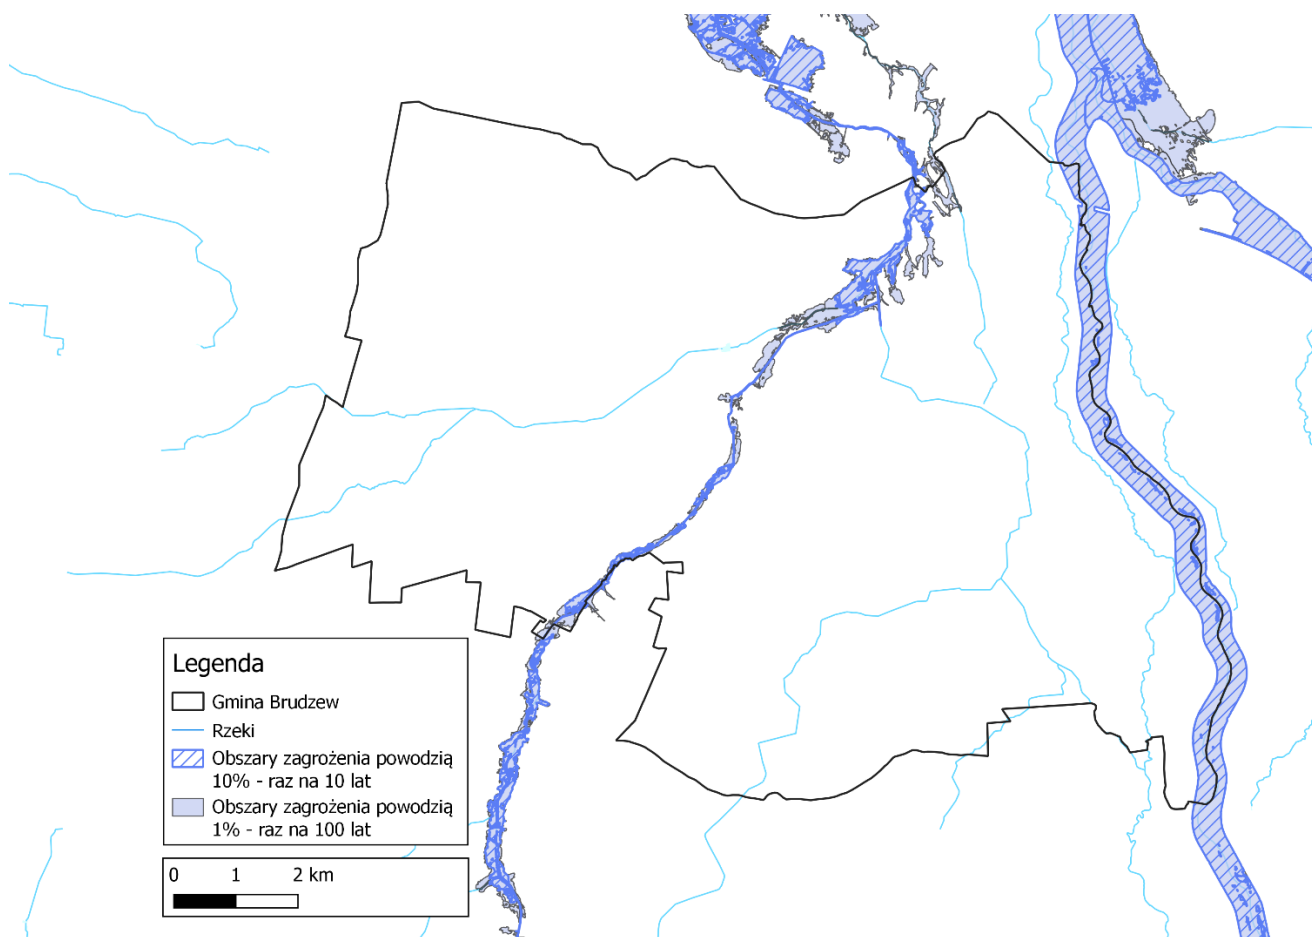 Legenda
Gmina Brudzew
Rzeki
Obszary zagrożenia powodzią
10% - raz na 10 lat
Obszary zagrożenia powodzią
1% - raz na 100 lat
0 1 2 km